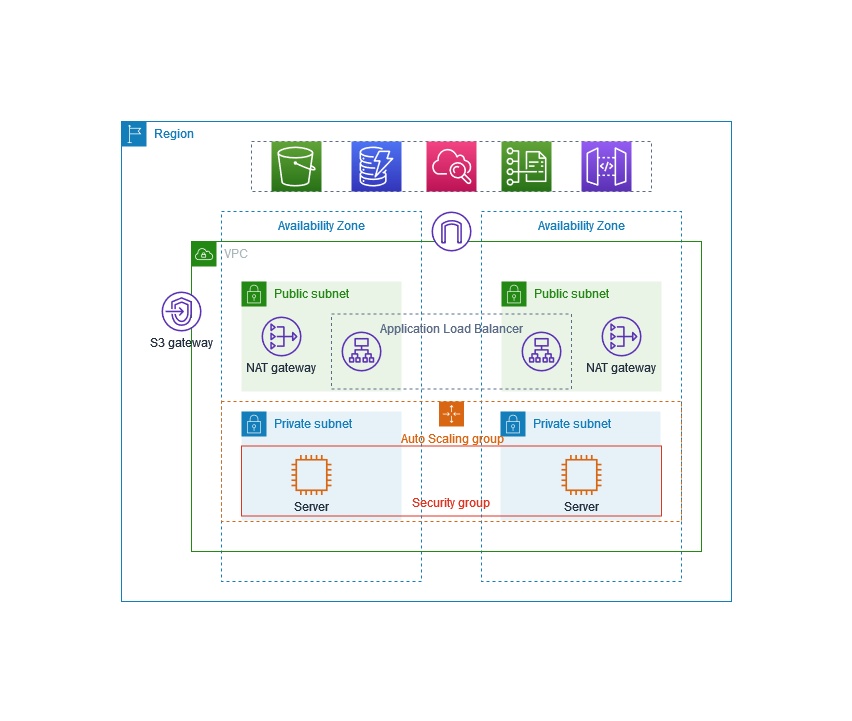 Region
Availability Zone
Availability Zone
VPC
Public subnet
Public subnet
Application Load Balancer
S3 gateway
NAT gateway
NAT gateway
Private subnet
Private subnet
Auto Scaling group
Security group
Server
Server